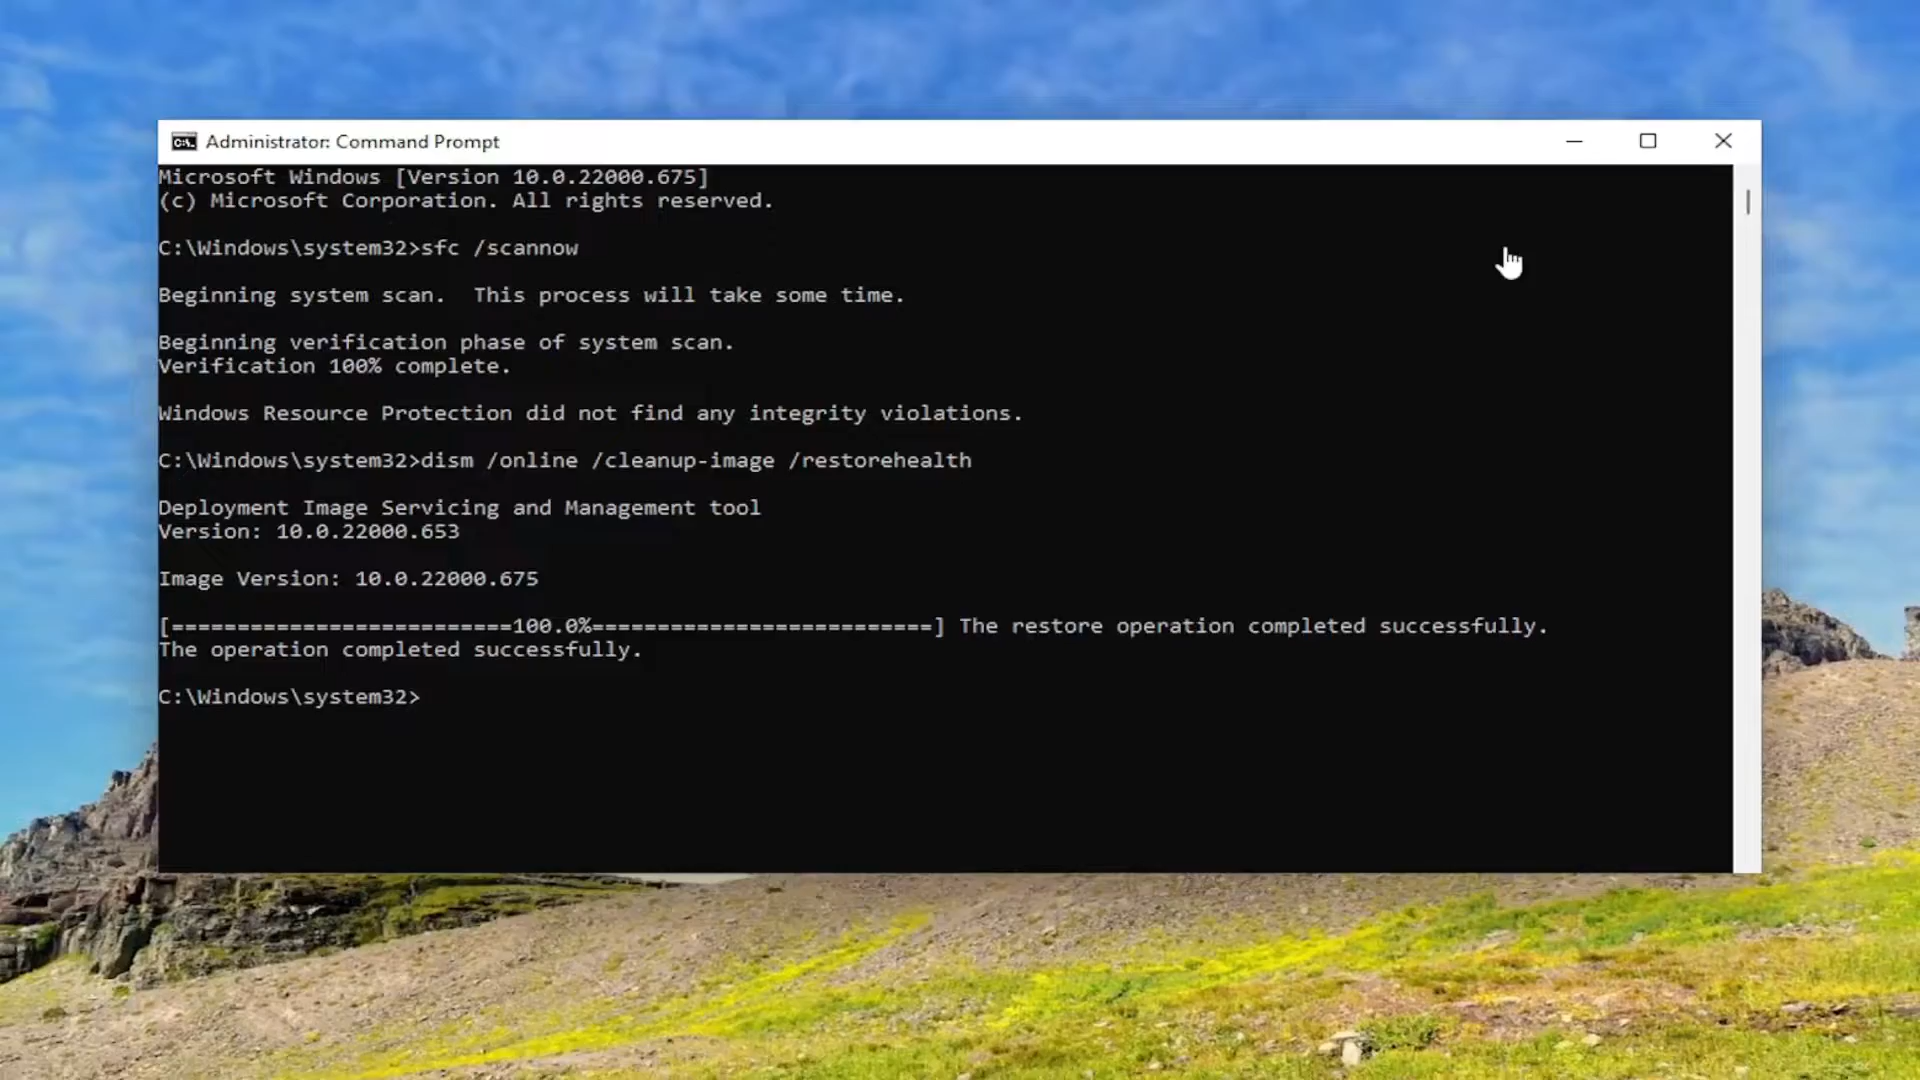 Administrator: Command Prompt
Microsoft Windows [Version 10.0.22000.675]
(c) Microsoft Corporation. All rights reserved.
C:\Windows\system32>sfc /scannow
Beginning system scan.  This process will take some time.
Beginning verification phase of system scan.
Verification 100% complete.
Windows Resource Protection did not find any integrity violations.
C:\Windows\system32>dism /online /cleanup-image /restorehealth
Deployment Image Servicing and Management tool
Version: 10.0.22000.653
Image Version: 10.0.22000.675
[==========================100.0%==========================] The restore operation completed successfully.
The operation completed successfully.
C:\Windows\system32>